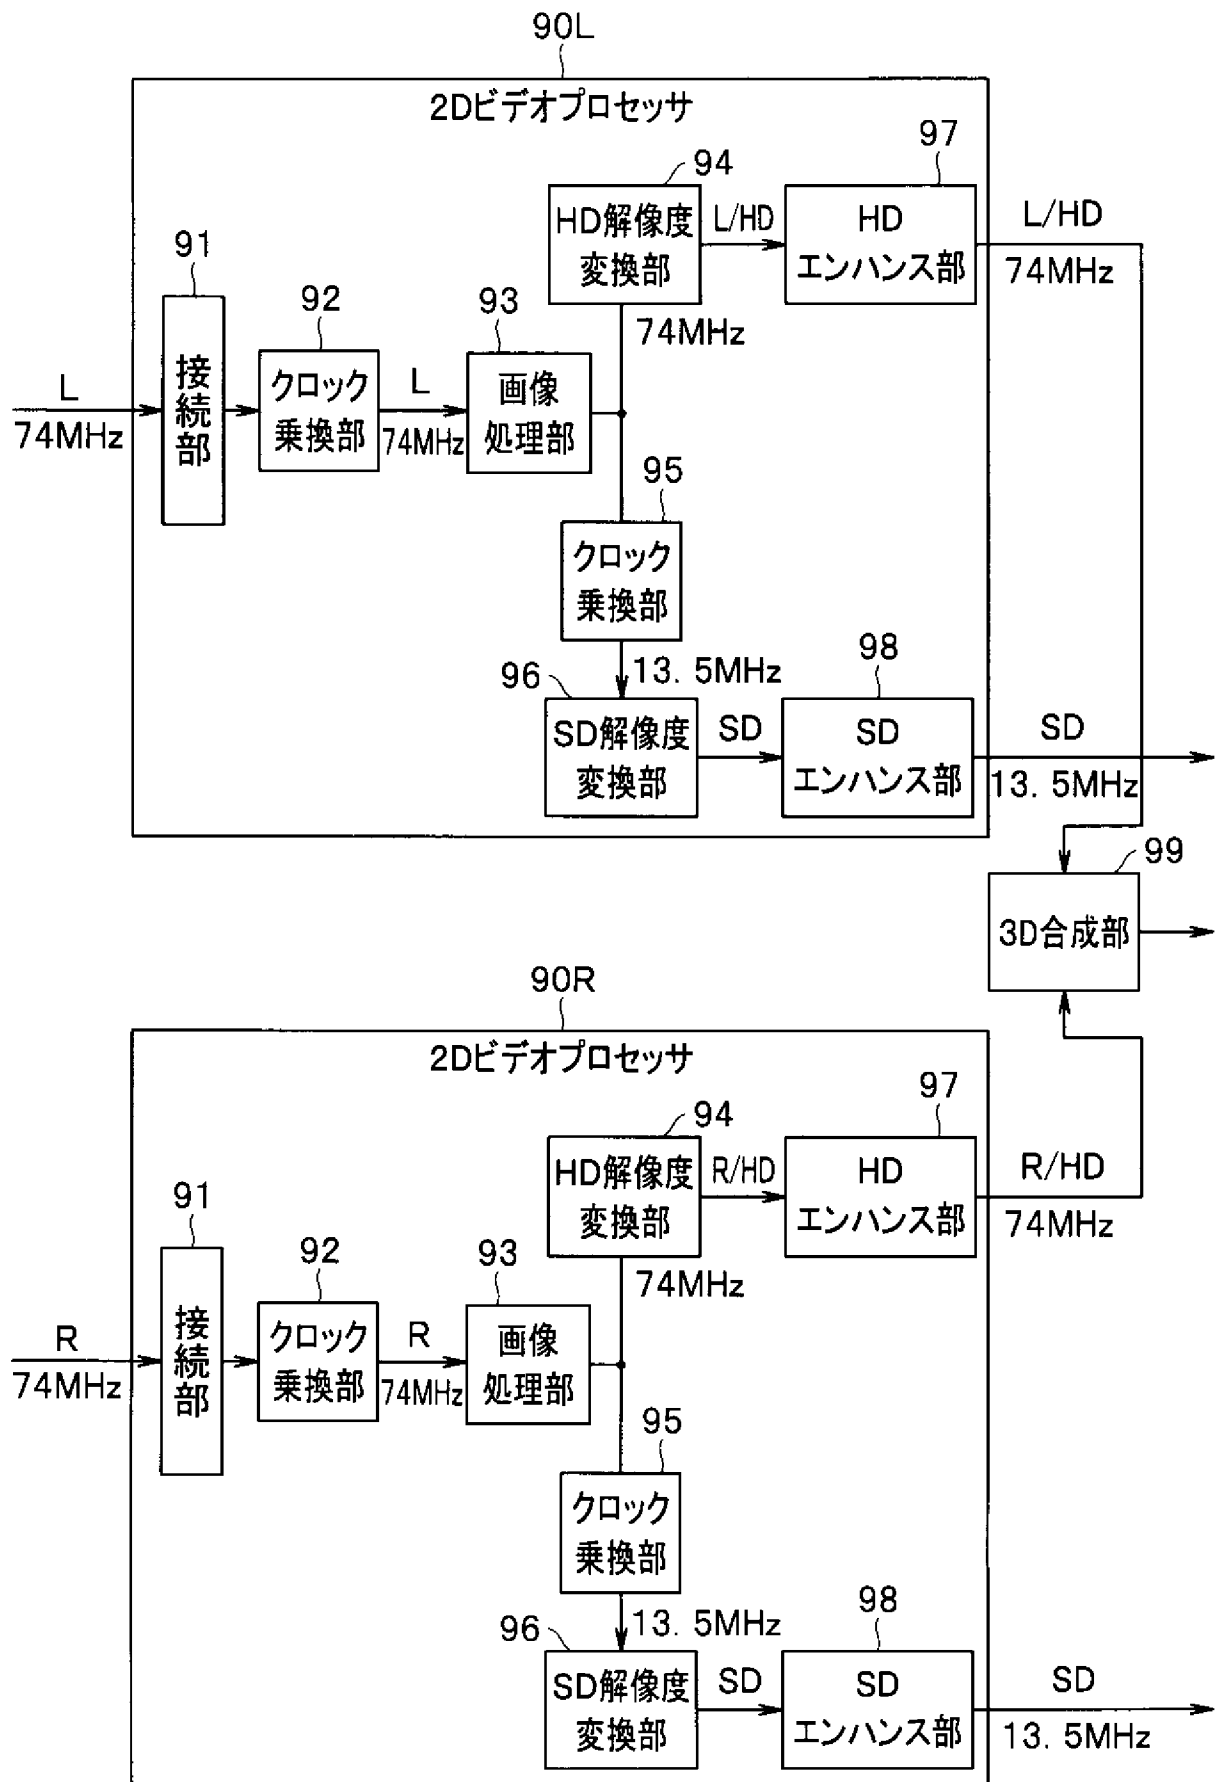 90L
2Dビデオプロセッサ
97
94
HD解像度
変換部
L/HD
HD
エンハンス部
L/HD
74MHz
91
92
93
74MHz
L
74MHz
接続部
クロック
乗換部
L
74MHz
画像
処理部
95
クロック
乗換部
13.5MHz
96
98
SD解像度
変換部
SD
SD
エンハンス部
SD
13.5MHz
99
3D合成部
90R
2Dビデオプロセッサ
97
94
HD解像度
変換部
R/HD
HD
エンハンス部
R/HD
74MHz
91
92
93
74MHz
R
74MHz
接続部
クロック
乗換部
R
74MHz
画像
処理部
95
クロック
乗換部
13.5MHz
96
98
SD解像度
変換部
SD
SD
エンハンス部
SD
13.5MHz